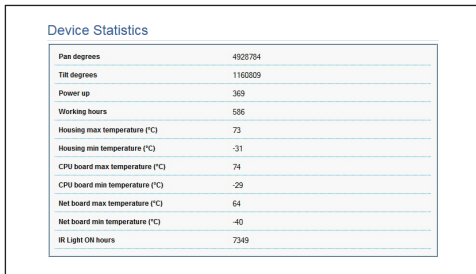 Device Statistics
Pan degrees 4928784
Tilt degrees 1160809
Power up 369
Working hours 586
Housing max temperature (°C) 73
Housing min temperature (°C) -31
CPU board max temperature (°C) 74
CPU board min temperature (°C) -29
Net board max temperature (°C) 64
Net board min temperature (°C) -40
IR Light ON hours 7349